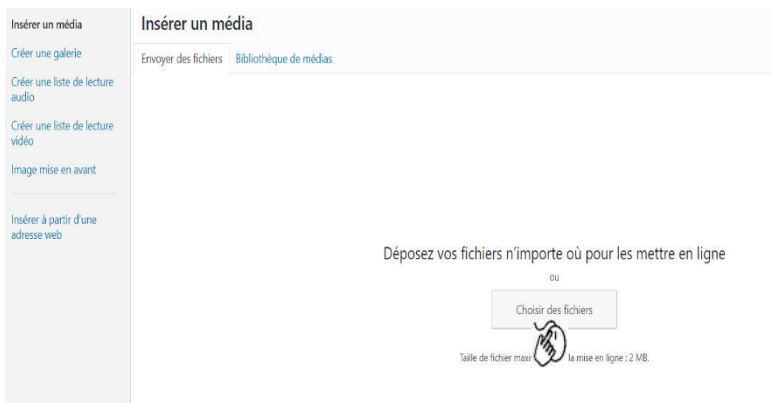 Insérer un média
Créer une galerie
Créer une liste de lecture
audio
Créer une liste de lecture
vidéo
Image mise en avant
Insérer à partir d'une
adresse web
Insérer un média
Envoyer des fichiers Bibliothèque de médias
Déposez vos fichiers n'importe où pour les mettre en ligne
ou
Choisir des fichiers
Taille de fichier la mise en ligne : 2 MB.